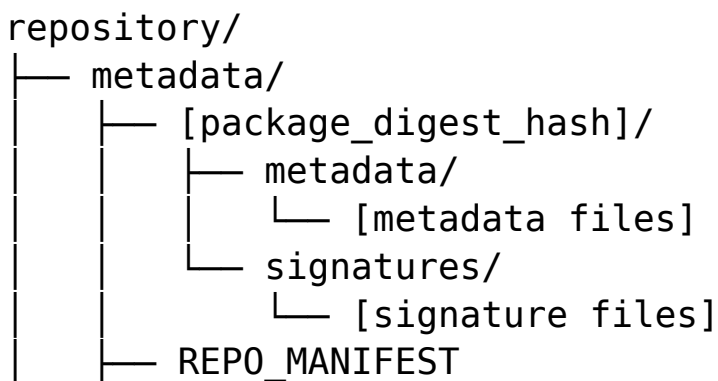 repository/
├── metadata/
│   ├── [package_digest_hash]/
│   │   ├── metadata/
│   │   │   └── [metadata files]
│   │   └── signatures/
│   │       └── [signature files]
│   ├── REPO_MANIFEST